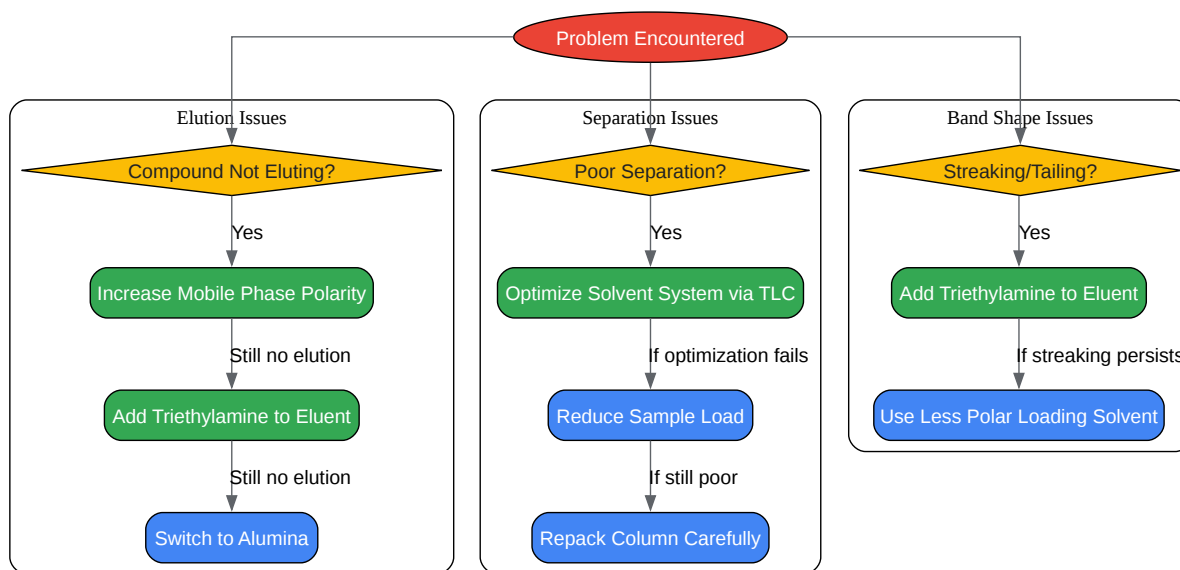 Problem Encountered
Elution Issues
Compound Not Eluting?
Yes
Increase Mobile Phase Polarity
Still no elution
Add Triethylamine to Eluent
Still no elution
Switch to Alumina
Separation Issues
Poor Separation?
Yes
Optimize Solvent System via TLC
If optimization fails
Reduce Sample Load
If still poor
Repack Column Carefully
Band Shape Issues
Streaking/Tailing?
Yes
Add Triethylamine to Eluent
If streaking persists
Use Less Polar Loading Solvent